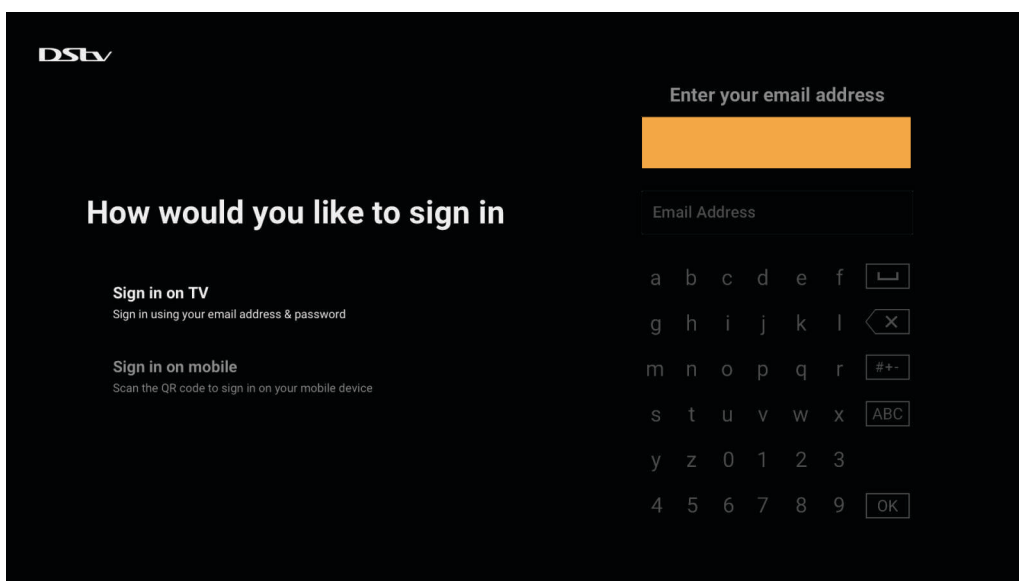 DStv
How would you like to sign in
Sign in on TV
Sign in using your email address & password
Sign in on mobile
Scan the QR code to sign in on your mobile device
Enter your email address
Email Address
a b c d e f
g h i j k l
m n o p q r #+-
s t u v w x ABC
y z 0 1 2 3
4 5 6 7 8 9 OK